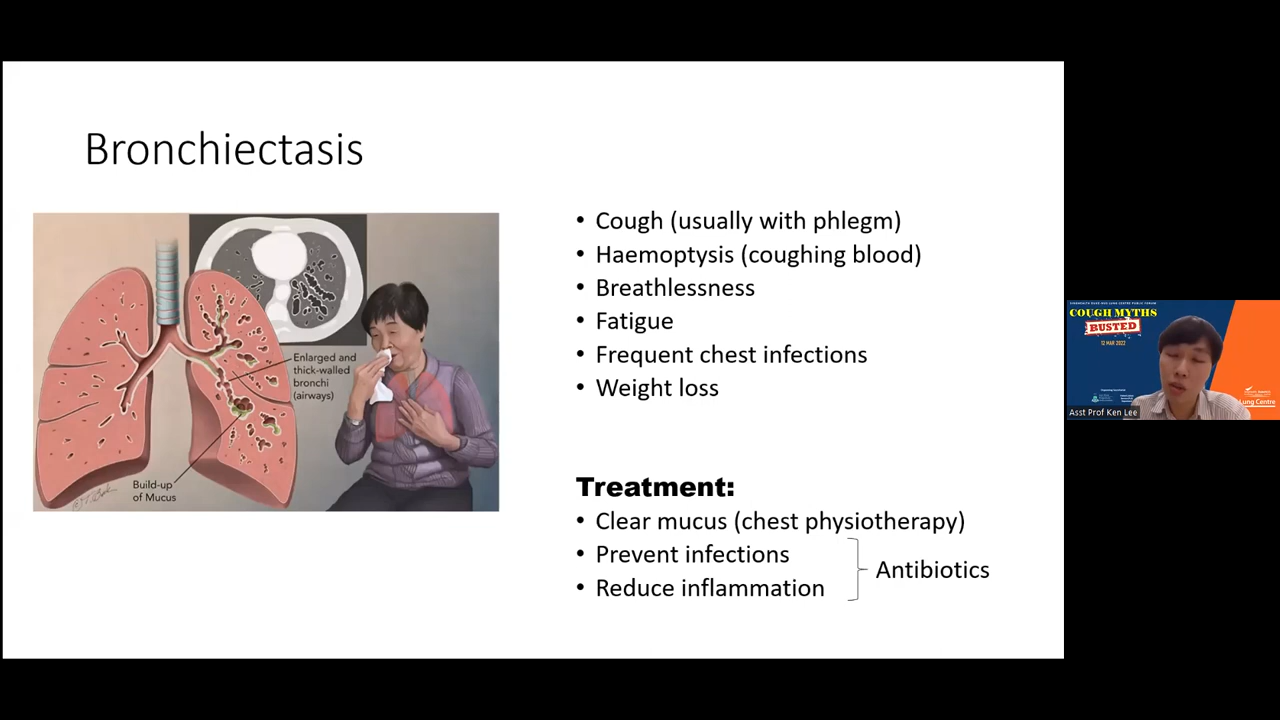 Bronchiectasis
Enlarged and
thick-walled
bronchi
(airways)
Build-up
of Mucus
• Cough (usually with phlegm)
• Haemoptysis (coughing blood)
• Breathlessness
• Fatigue
• Frequent chest infections
• Weight loss
Treatment:
• Clear mucus (chest physiotherapy)
• Prevent infections
• Reduce inflammation
Antibiotics
COUGH MYTHS
BUSTED
12 MAR 2022
Lung Centre
Asst Prof Ken Lee